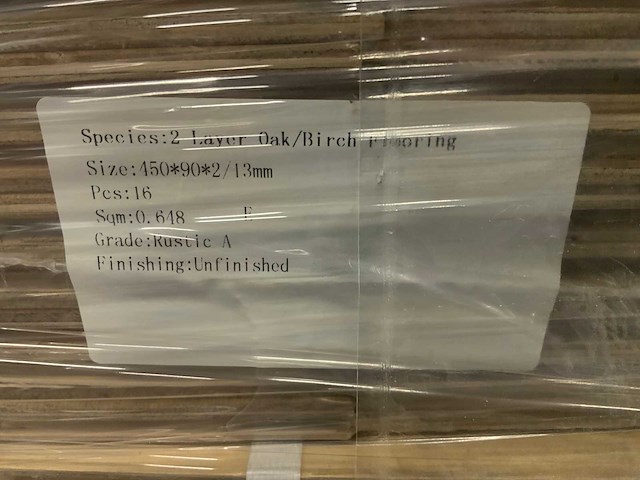 Species:2 Layer Oak/Birch Flooring
Size:450*90*2/13mm
Pcs:16
Sqm:0.648 F
Grade:Rustic A
Finishing:Unfinished